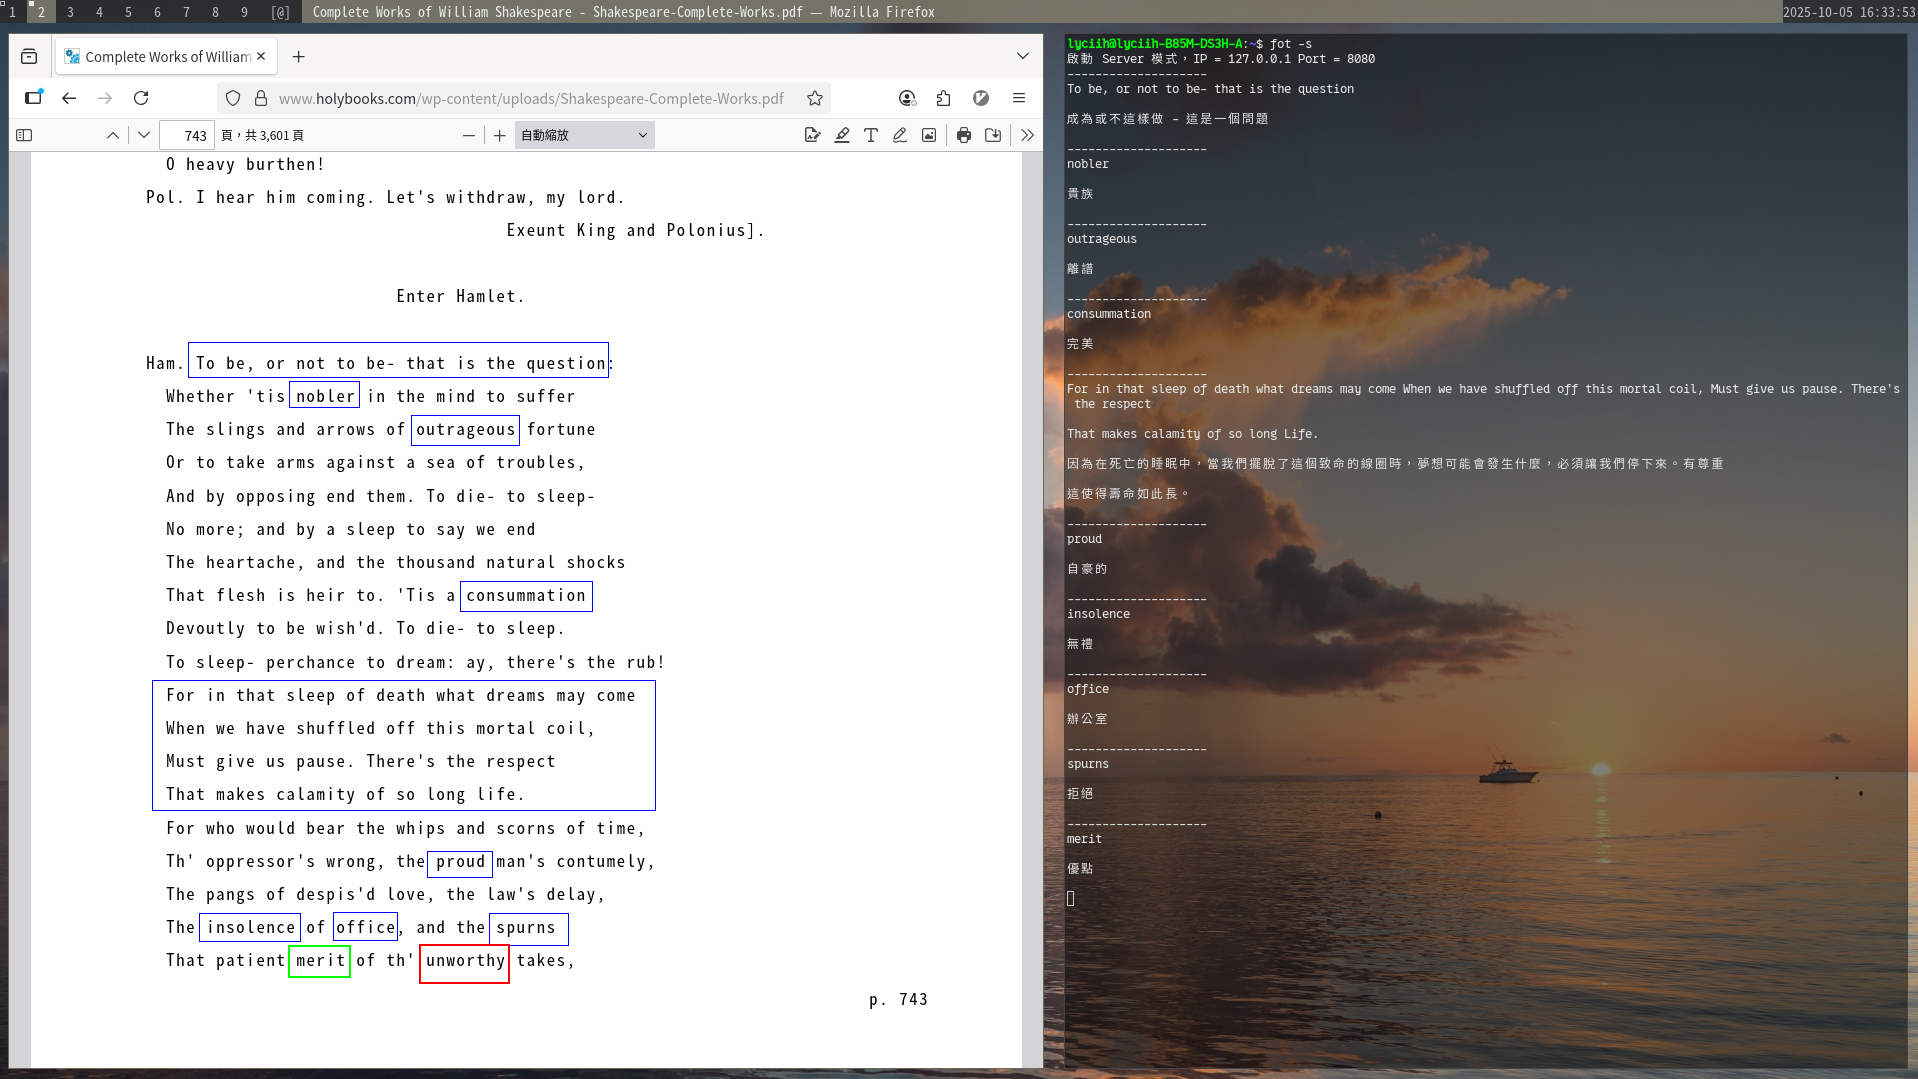 1 2 3 4 5 6 7 8 9 [@] Complete Works of William Shakespeare - Shakespeare-Complete-Works.pdf — Mozilla Firefox 2025-10-05 16:33:53
Complete Works of William
www.holybooks.com/wp-content/uploads/Shakespeare-Complete-Works.pdf
743 頁，共 3,601 頁 自動縮放
O heavy burthen!
Pol. I hear him coming. Let's withdraw, my lord.
Exeunt King and Polonius].
Enter Hamlet.
Ham. To be, or not to be- that is the question:
Whether 'tis nobler in the mind to suffer
The slings and arrows of outrageous fortune
Or to take arms against a sea of troubles,
And by opposing end them. To die- to sleep-
No more; and by a sleep to say we end
The heartache, and the thousand natural shocks
That flesh is heir to. 'Tis a consummation
Devoutly to be wish'd. To die- to sleep.
To sleep- perchance to dream: ay, there's the rub!
For in that sleep of death what dreams may come
When we have shuffled off this mortal coil,
Must give us pause. There's the respect
That makes calamity of so long life.
For who would bear the whips and scorns of time,
Th' oppressor's wrong, the proud man's contumely,
The pangs of despis'd love, the law's delay,
The insolence of office, and the spurns
That patient merit of th' unworthy takes,
p. 743
lyciih@lyciih-B85M-DS3H-A:~$ fot -s
啟動 Server 模式，IP = 127.0.0.1 Port = 8080
--------------------
To be, or not to be- that is the question
成為或不這樣做 - 這是一個問題
--------------------
nobler
貴族
--------------------
outrageous
離譜
--------------------
consummation
完美
--------------------
For in that sleep of death what dreams may come When we have shuffled off this mortal coil, Must give us pause. There's
the respect
That makes calamity of so long Life.
因為在死亡的睡眠中，當我們擺脫了這個致命的線圈時，夢想可能會發生什麼，必須讓我們停下來。有尊重
這使得壽命如此長。
--------------------
proud
自豪的
--------------------
insolence
無禮
--------------------
office
辦公室
--------------------
spurns
拒絕
--------------------
merit
優點